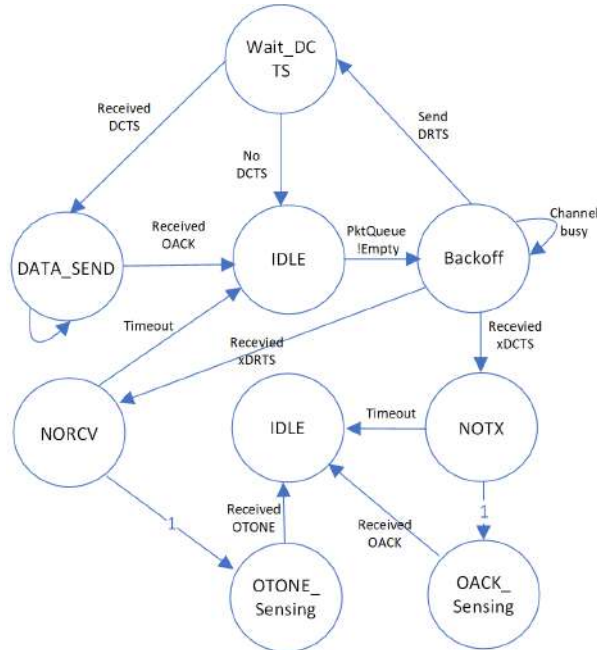 Wait_DC
TS
Received
DCTS
Send
DRTS
No
DCTS
Channel
busy
Received
OACK
PktQueue
!Empty
DATA_SEND
IDLE
Backoff
Timeout
Recevied
xDRTS
Recevied
xDCTS
NORCV
IDLE
Timeout
NOTX
Received
OTONE
Received
OACK
1
1
OTONE_
Sensing
OACK_
Sensing